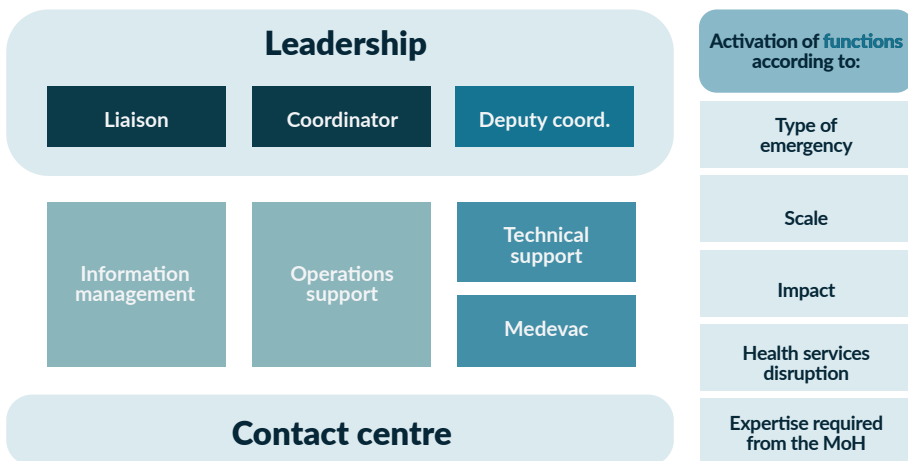 Leadership
Liaison
Coordinator
Deputy coord.
Information
management
Operations
support
Technical
support
Medevac
Contact centre
Activation of functions
according to:
Type of
emergency
Scale
Impact
Health services
disruption
Expertise required
from the MoH